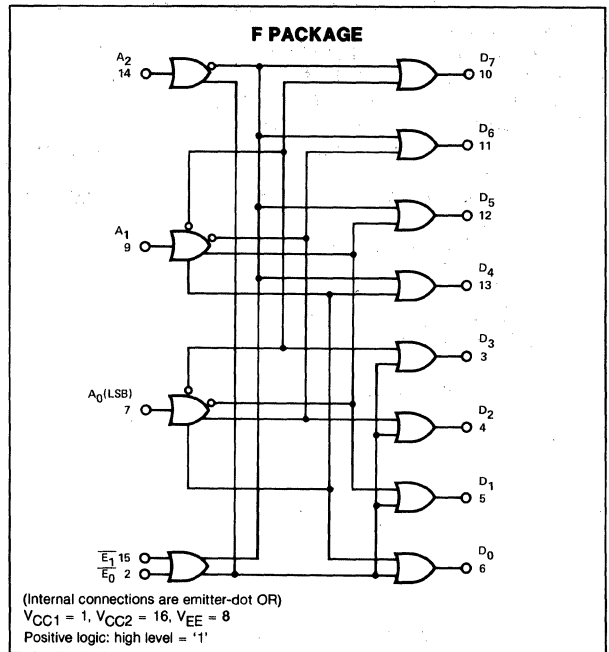 F PACKAGE
A2
14
D7
10
D6
11
D5
12
A1
9
D4
13
D3
3
A0(LSB)
7
D2
4
D1
5
E1 15
E0 2
D0
6
(Internal connections are emitter-dot OR)
VCC1 = 1, VCC2 = 16, VEE = 8
Positive logic: high level = '1'